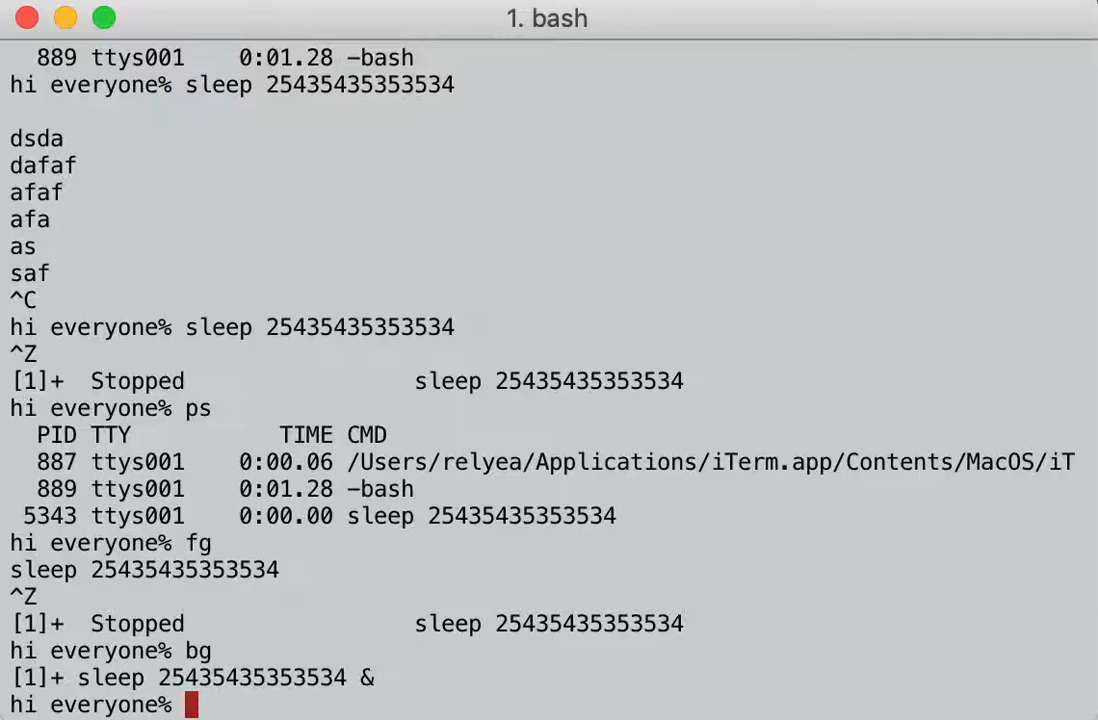 1. bash
889 ttys001 0:01.28 -bash
hi everyone% sleep 25435435353534
dsda
dafaf
afaf
afa
as
saf
^C
hi everyone% sleep 25435435353534
^Z
[1]+ Stopped sleep 25435435353534
hi everyone% ps
PID TTY TIME CMD
887 ttys001 0:00.06 /Users/relyea/Applications/iTerm.app/Contents/MacOS/iT
889 ttys001 0:01.28 -bash
5343 ttys001 0:00.00 sleep 25435435353534
hi everyone% fg
sleep 25435435353534
^Z
[1]+ Stopped sleep 25435435353534
hi everyone% bg
[1]+ sleep 25435435353534 &
hi everyone%